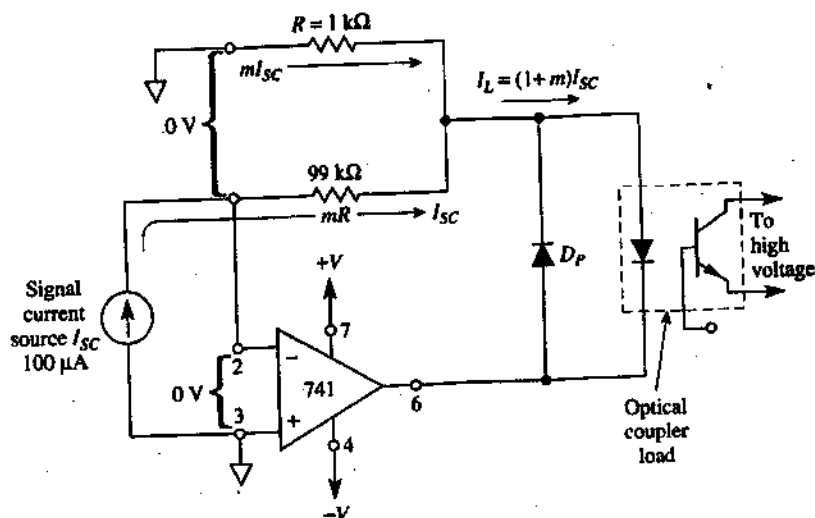 R = 1 kΩ
mI_SC
I_L = (1 + m)I_SC
0 V
99 kΩ
mR
I_SC
D_P
To
high
voltage
+V
Signal
current
source I_SC
100 μA
7
2
−
0 V
741
6
3
+
4
Optical
coupler
load
−V